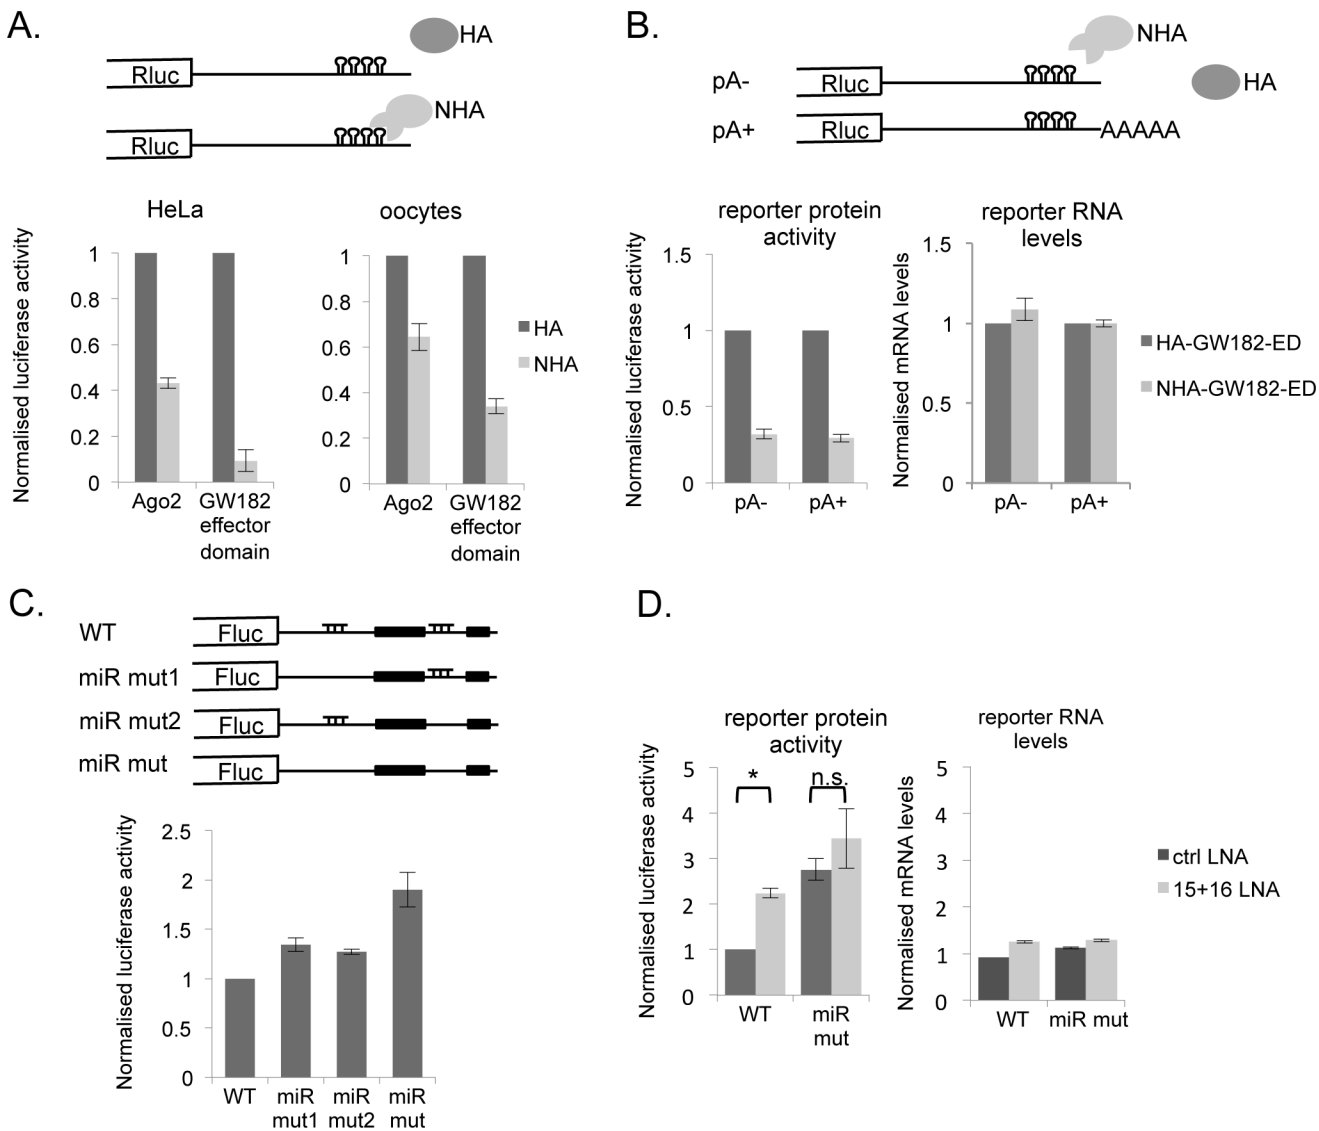 A.
HA
Rluc
NHA
Rluc
HeLa
oocytes
Normalised luciferase activity
1
0.8
0.6
0.4
0.2
0
Ago2
GW182
effector
domain
1
0.8
0.6
0.4
0.2
0
Ago2
GW182
effector
domain
HA
NHA
B.
NHA
pA-
Rluc
HA
pA+
Rluc
AAAAA
reporter protein
activity
Normalised luciferase activity
1.5
1
0.5
0
pA-
pA+
reporter RNA
levels
Normalised mRNA levels
1.5
1
0.5
0
pA-
pA+
HA-GW182-ED
NHA-GW182-ED
C.
WT
Fluc
miR mut1
Fluc
miR mut2
Fluc
miR mut
Fluc
Normalised luciferase activity
2.5
2
1.5
1
0.5
0
WT
miR
mut1
miR
mut2
miR
mut
D.
reporter protein
activity
Normalised luciferase activity
5
4
3
2
1
0
*
n.s.
WT
miR
mut
reporter RNA
levels
Normalised mRNA levels
5
4
3
2
1
0
WT
miR mut
ctrl LNA
15+16 LNA